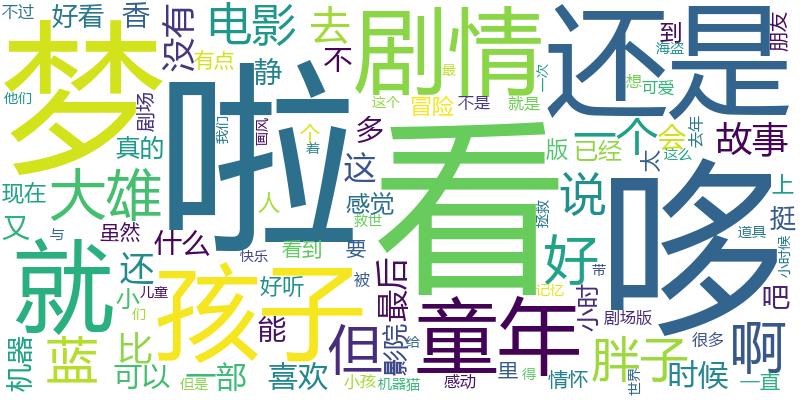 不过
好看
香
没有
电影
去
剧情
还是
到
朋友
海盗
梦
有点
静
不
他们
剧场
我们
画风
个
着
啦
多
这个
最
冒险
不是
就是
一次
想
可爱
一个
会
去年
故事
真的
这
看
版
已经
太
这么
现在
大雄
感觉
说
哆
上
又
虽然
什么
人
救世
拯救
挺
与
看到
要
道具
小时候
就
还
快乐
孩子
好听
被
最后
好
带
吧
小
儿童
们
能
但
影院
给
童年
记忆
小时
剧场版
很多
啊
机器
蓝
比
可以
但是
一部
喜欢
小孩
机器猫
感动
里
得
情怀
胖子
世界
时候
一直